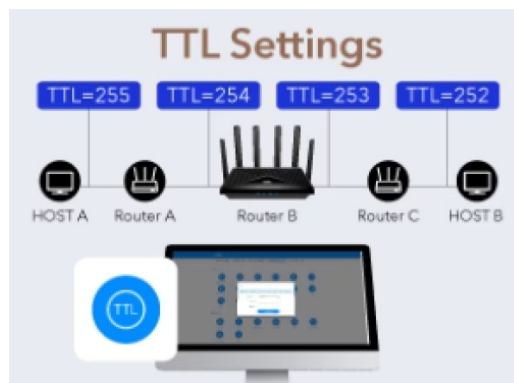 TTL Settings
TTL=255 TTL=254 TTL=253 TTL=252
HOST A Router A Router B Router C HOST B
TTL